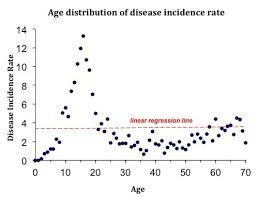 Age distribution of disease incidence rate
14
12
10
8
6
4
2
0
Disease Incidence Rate
linear regression line
0 10 20 30 40 50 60 70
Age